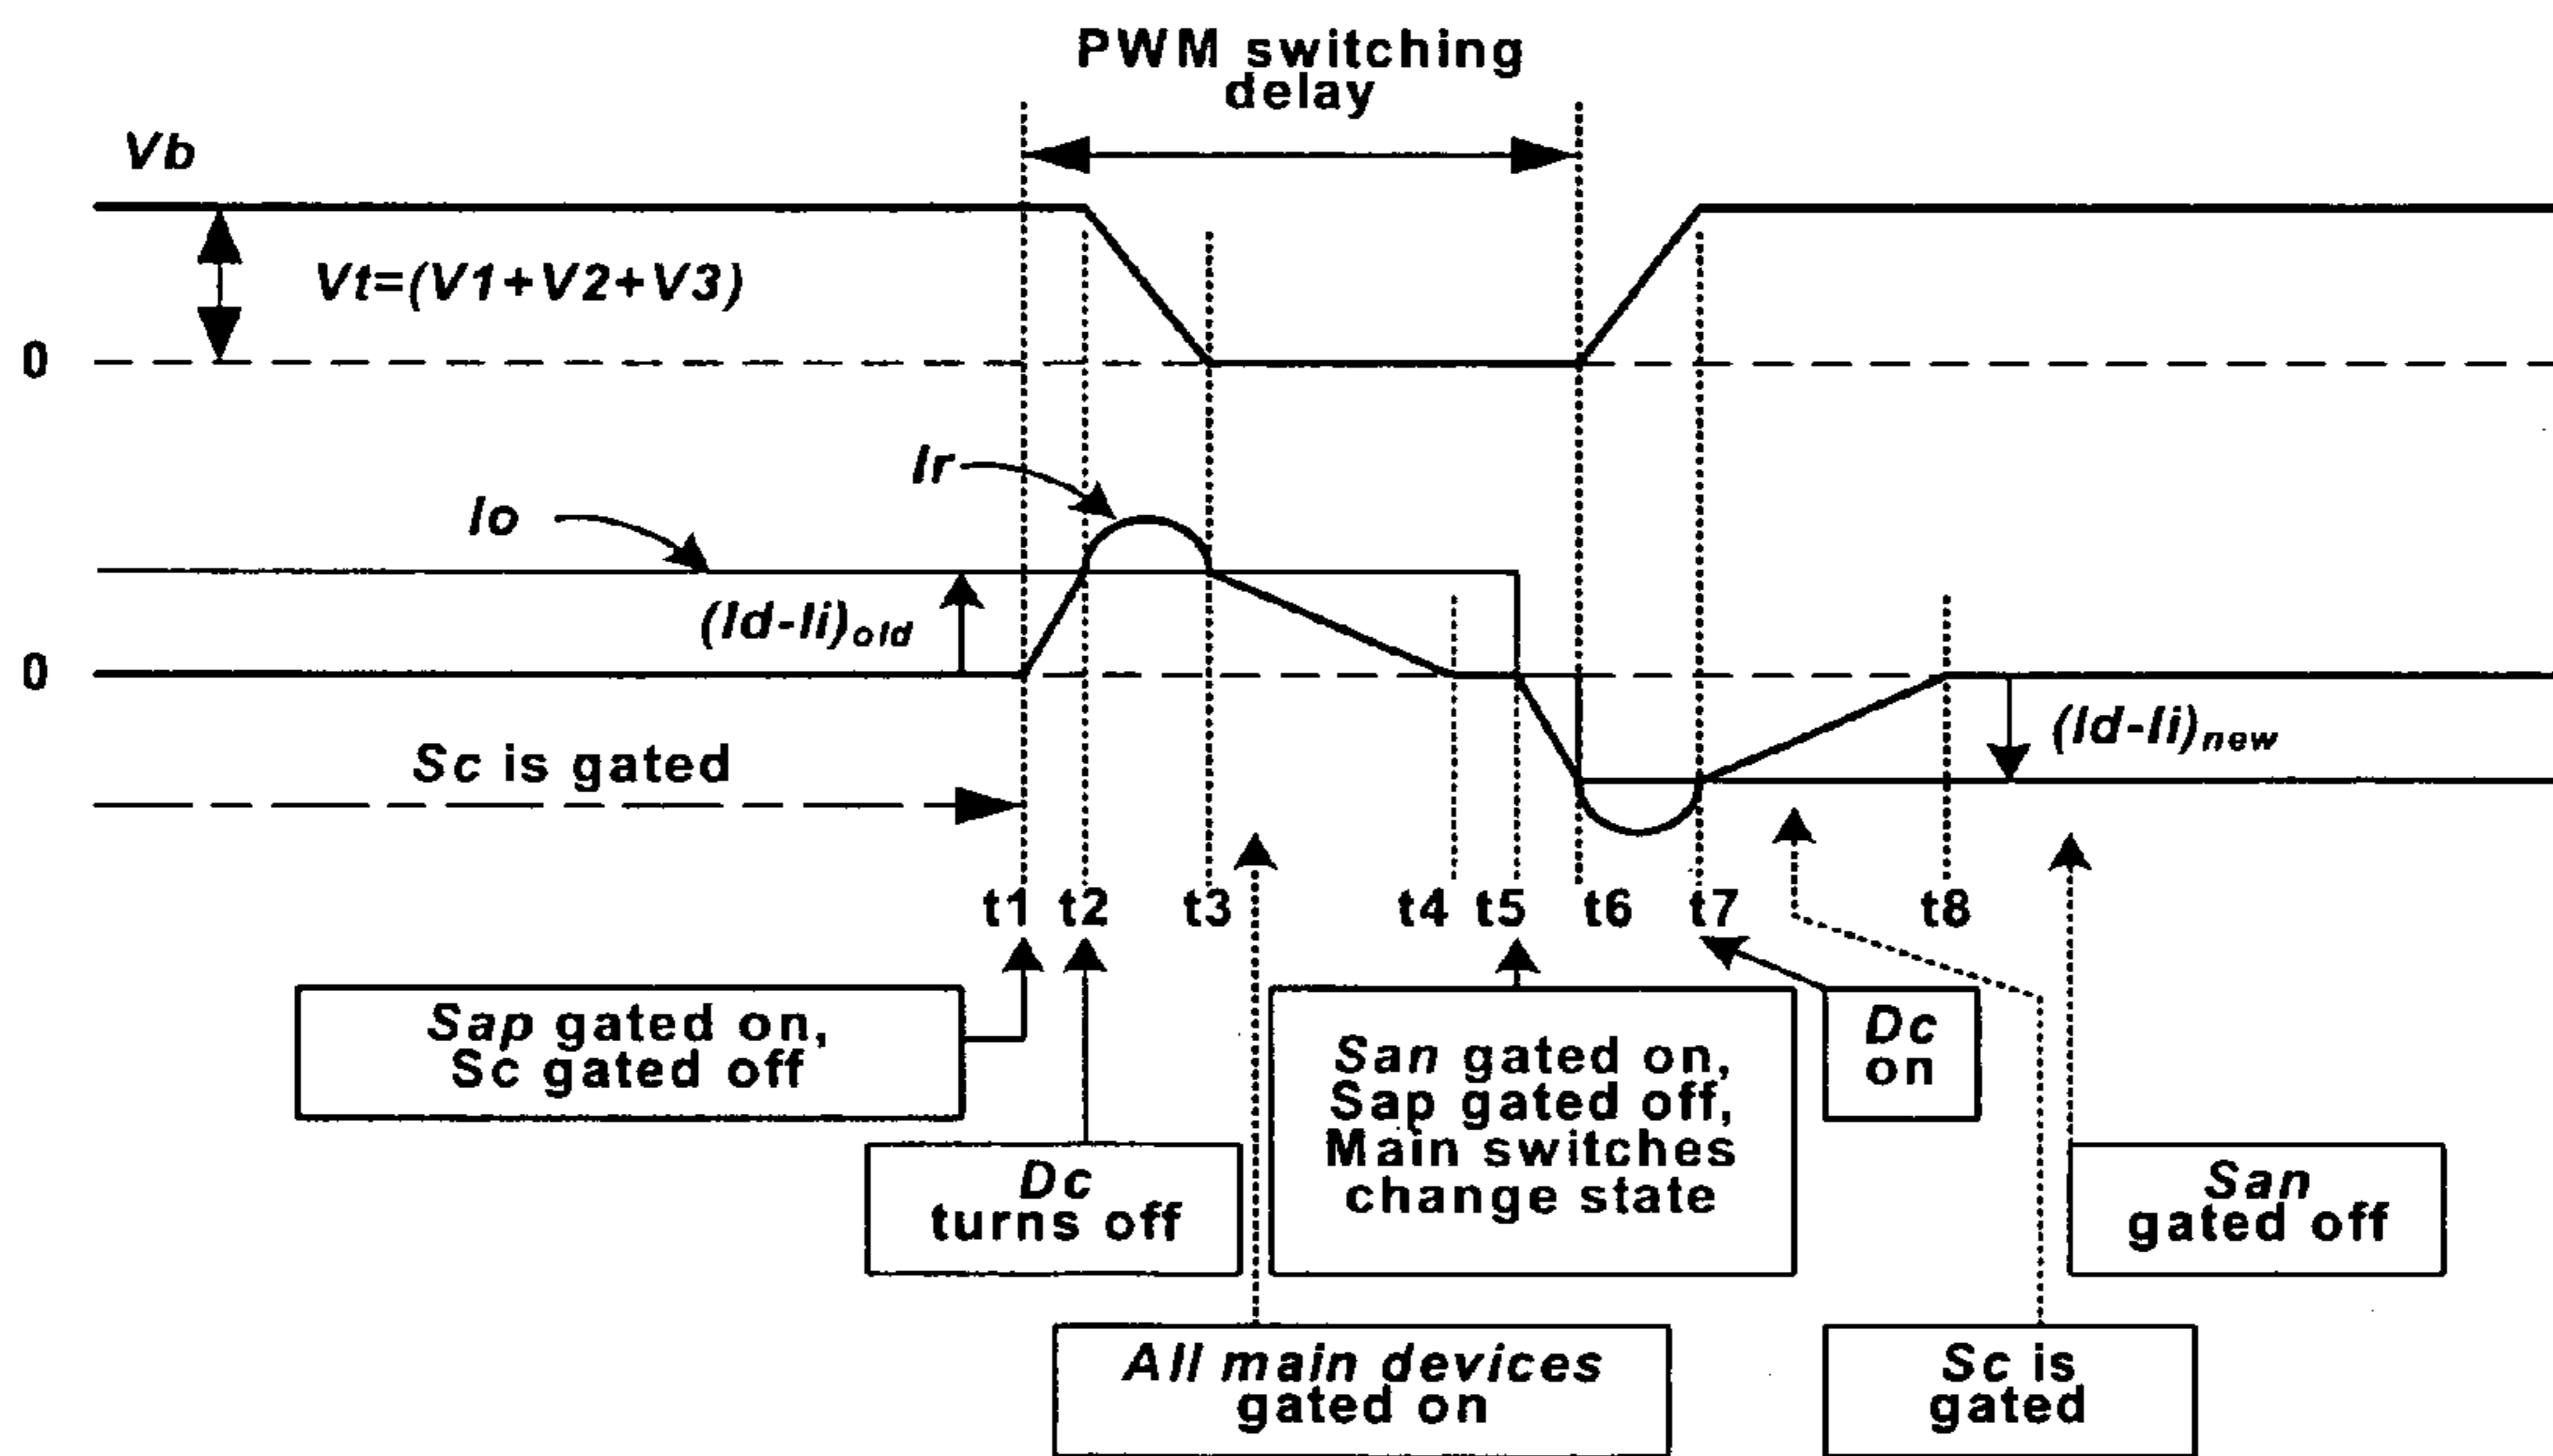 PWM switching
delay
Vb
Vt=(V1+V2+V3)
0
Ir
Io
(Id-Ii)old
0
(Id-Ii)new
Sc is gated
t1 t2 t3 t4 t5 t6 t7 t8
Sap gated on,
Sc gated off
San gated on,
Sap gated off,
Main switches
change state
Dc
on
Dc
turns off
San
gated off
All main devices
gated on
Sc is
gated